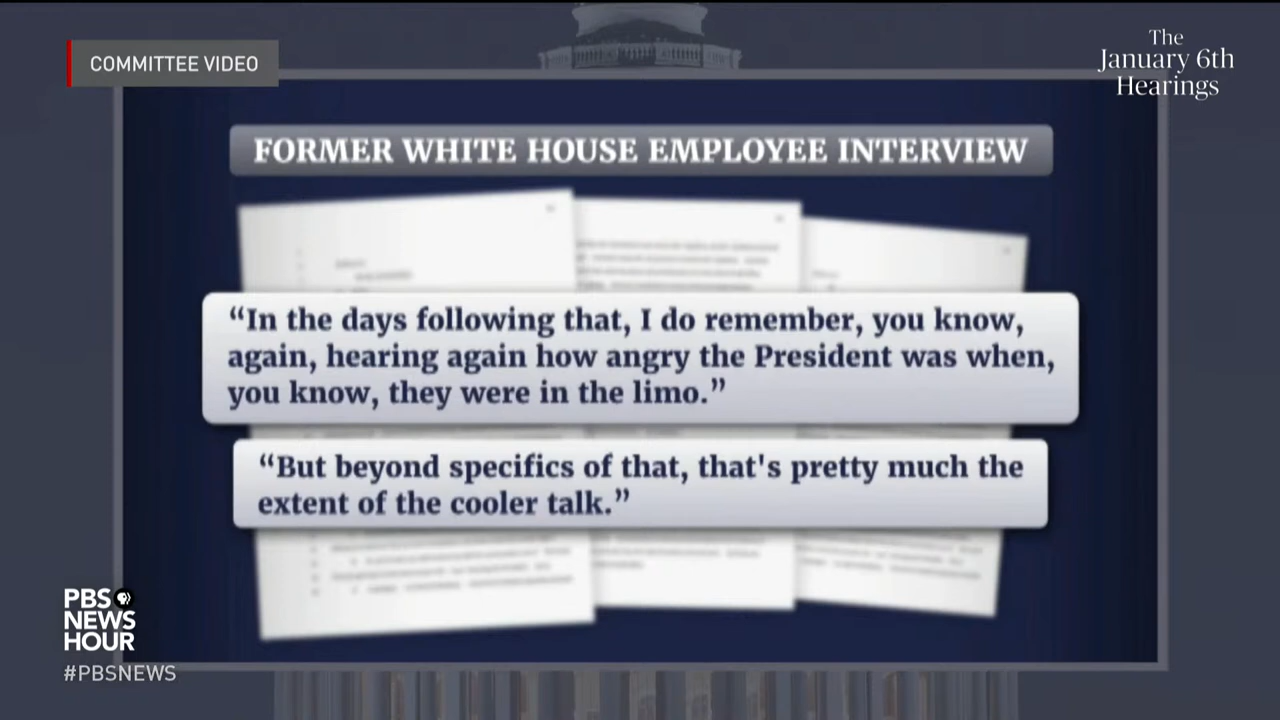 COMMITTEE VIDEO
The
January 6th
Hearings
FORMER WHITE HOUSE EMPLOYEE INTERVIEW
“In the days following that, I do remember, you know,
again, hearing again how angry the President was when,
you know, they were in the limo.”
“But beyond specifics of that, that's pretty much the
extent of the cooler talk.”
PBS
NEWS
HOUR
#PBSNEWS